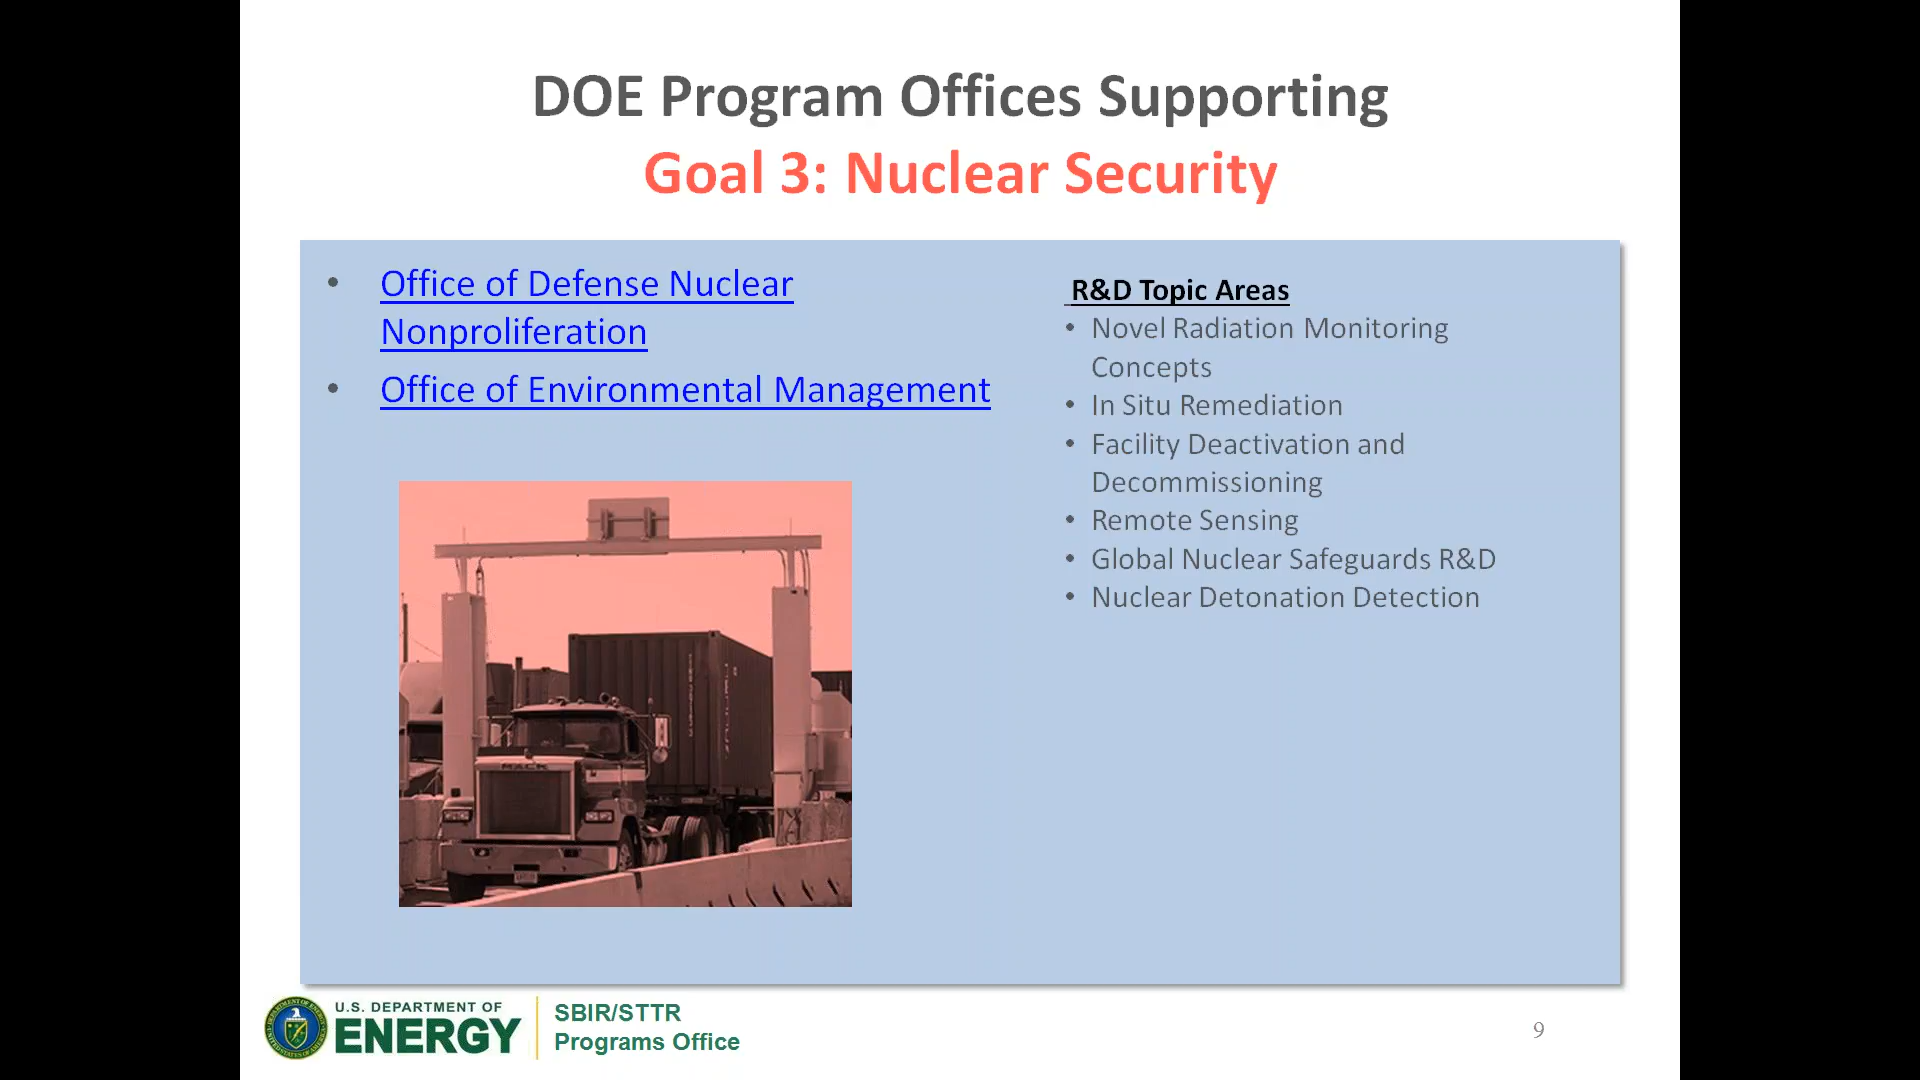 DOE Program Offices Supporting
Goal 3: Nuclear Security
• Office of Defense Nuclear
Nonproliferation
• Office of Environmental Management
R&D Topic Areas
• Novel Radiation Monitoring
Concepts
• In Situ Remediation
• Facility Deactivation and
Decommissioning
• Remote Sensing
• Global Nuclear Safeguards R&D
• Nuclear Detonation Detection
MACK
U.S. DEPARTMENT OF
ENERGY
SBIR/STTR
Programs Office
9